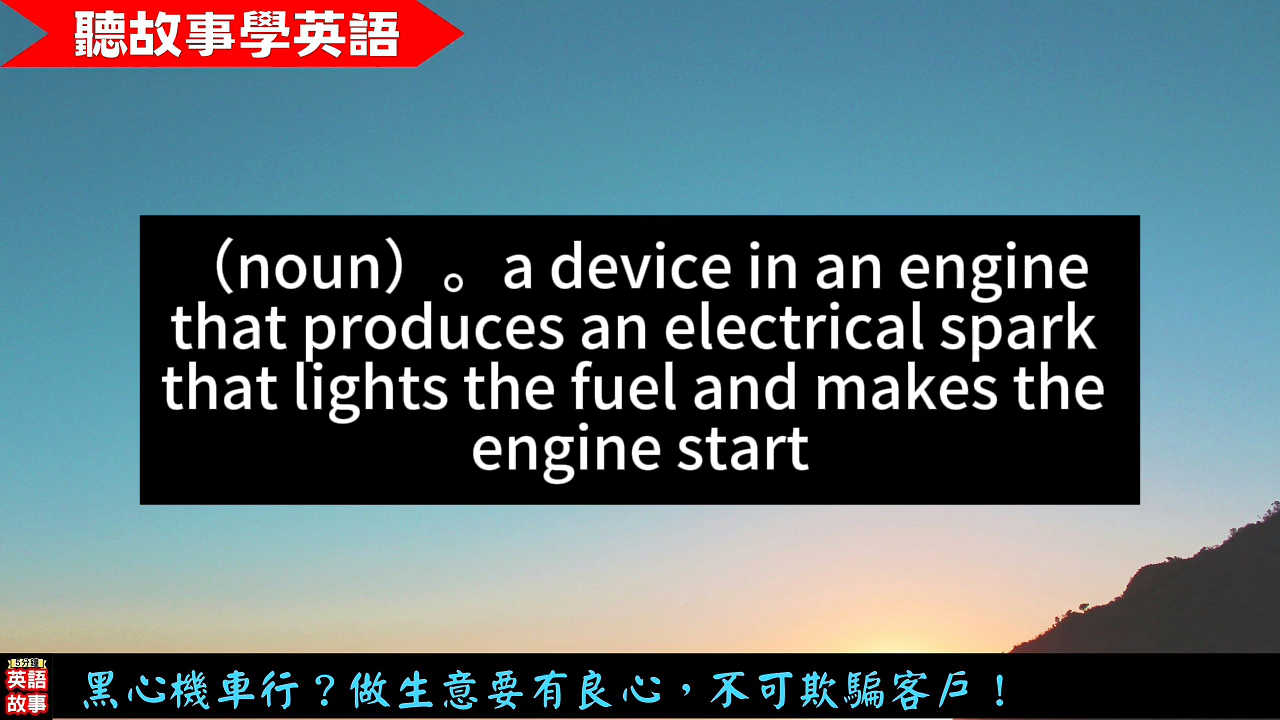 聽故事學英語
（noun）。a device in an engine
that produces an electrical spark
that lights the fuel and makes the
engine start
5分鐘
英語
故事
黑心機車行？做生意要有良心，不可欺騙客戶！